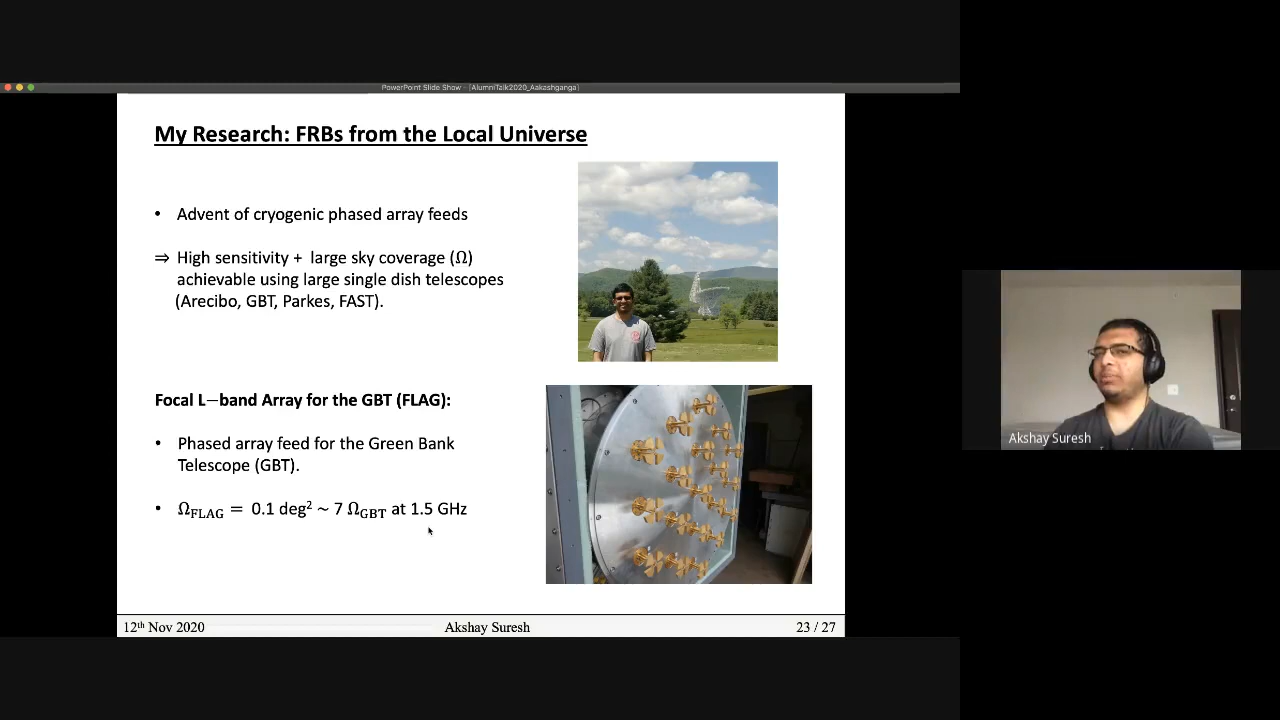 PowerPoint Slide Show - [AlumniTalk2020_Aakashganga]
My Research: FRBs from the Local Universe
• Advent of cryogenic phased array feeds
⇒ High sensitivity + large sky coverage (Ω)
achievable using large single dish telescopes
(Arecibo, GBT, Parkes, FAST).
Focal L−band Array for the GBT (FLAG):
• Phased array feed for the Green Bank
Telescope (GBT).
• Ω_FLAG = 0.1 deg² ~ 7 Ω_GBT at 1.5 GHz
12th Nov 2020
Akshay Suresh
23 / 27
Akshay Suresh